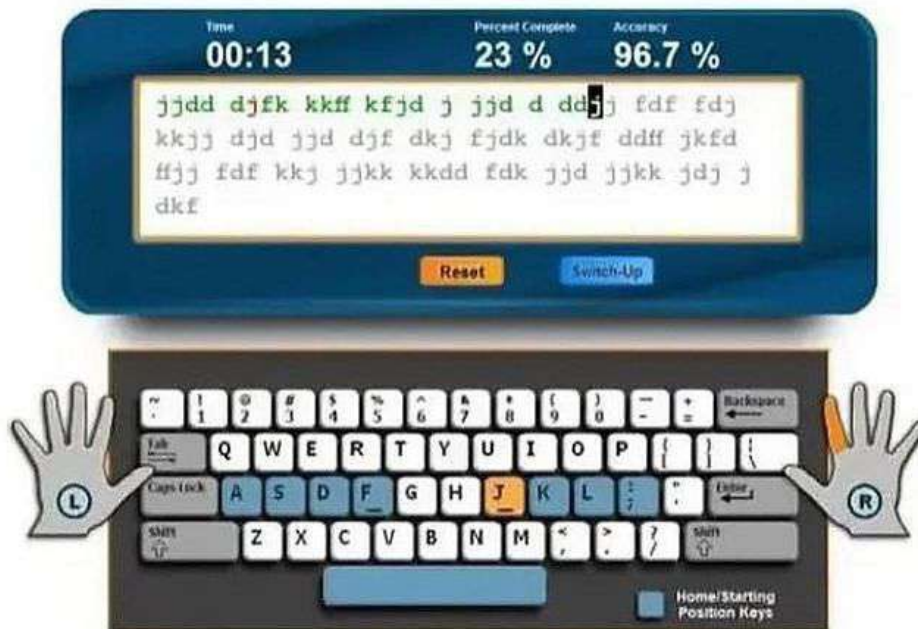 Time Percent Complete Accuracy
00:13 23 % 96.7 %
jjdd djfk kkff kfjd j jjd d ddjj fdf fdj
kkjj djd jjd djf dkj fjdk dkjf ddff jkfd
ffjj fdf kkj jjkk kkdd fdk jjd jjkk jdj j
dkf
Reset Switch-Up
~ ! @ # $ % ^ & * ( ) — + Backspace
` 1 2 3 4 5 6 7 8 9 0 - =
Tab Q W E R T Y U I O P { } |
[ ] \
L Caps Lock A S D F G H J K L : " Enter R
; '
Shift Z X C V B N M < > ? Shift
, . /
Home/Starting
Position Keys